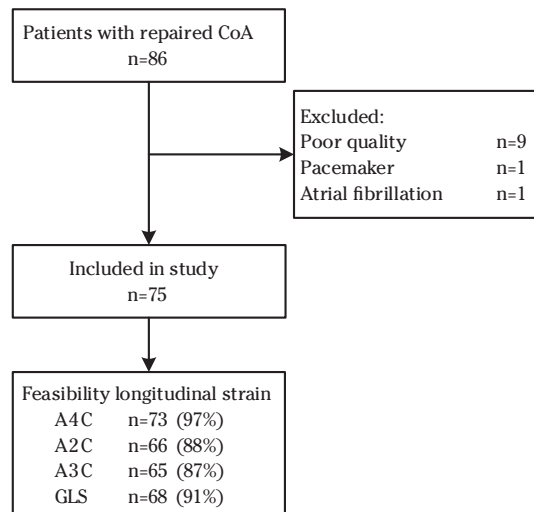 Patients with repaired CoA
n=86
Excluded:
Poor quality n=9
Pacemaker n=1
Atrial fibrillation n=1
Included in study
n=75
Feasibility longitudinal strain
A4C n=73 (97%)
A2C n=66 (88%)
A3C n=65 (87%)
GLS n=68 (91%)